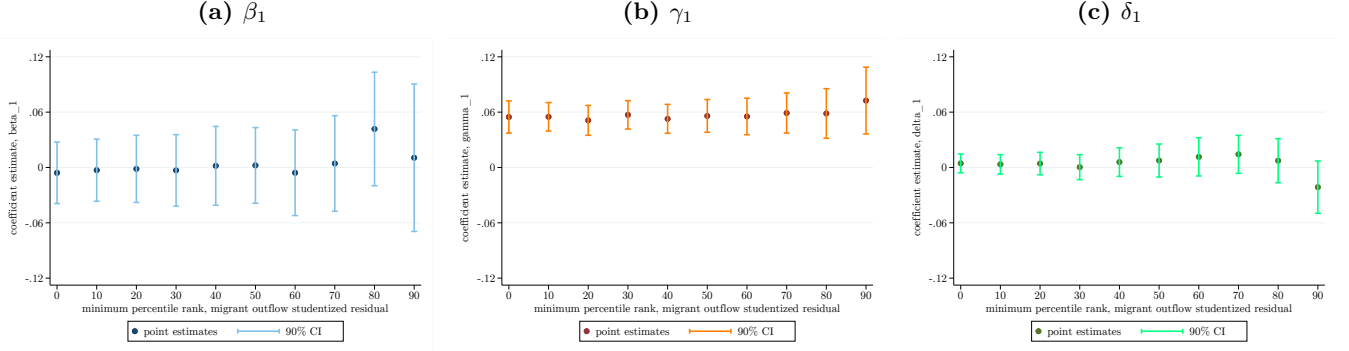 (a) β₁
coefficient estimate, beta_1
.12
.06
0
-.06
-.12
0 10 20 30 40 50 60 70 80 90
minimum percentile rank, migrant outflow studentized residual
point estimates 90% CI
(b) γ₁
coefficient estimate, gamma_1
.12
.06
0
-.06
-.12
0 10 20 30 40 50 60 70 80 90
minimum percentile rank, migrant outflow studentized residual
point estimates 90% CI
(c) δ₁
coefficient estimate, delta_1
.12
.06
0
-.06
-.12
0 10 20 30 40 50 60 70 80 90
minimum percentile rank, migrant outflow studentized residual
point estimates 90% CI